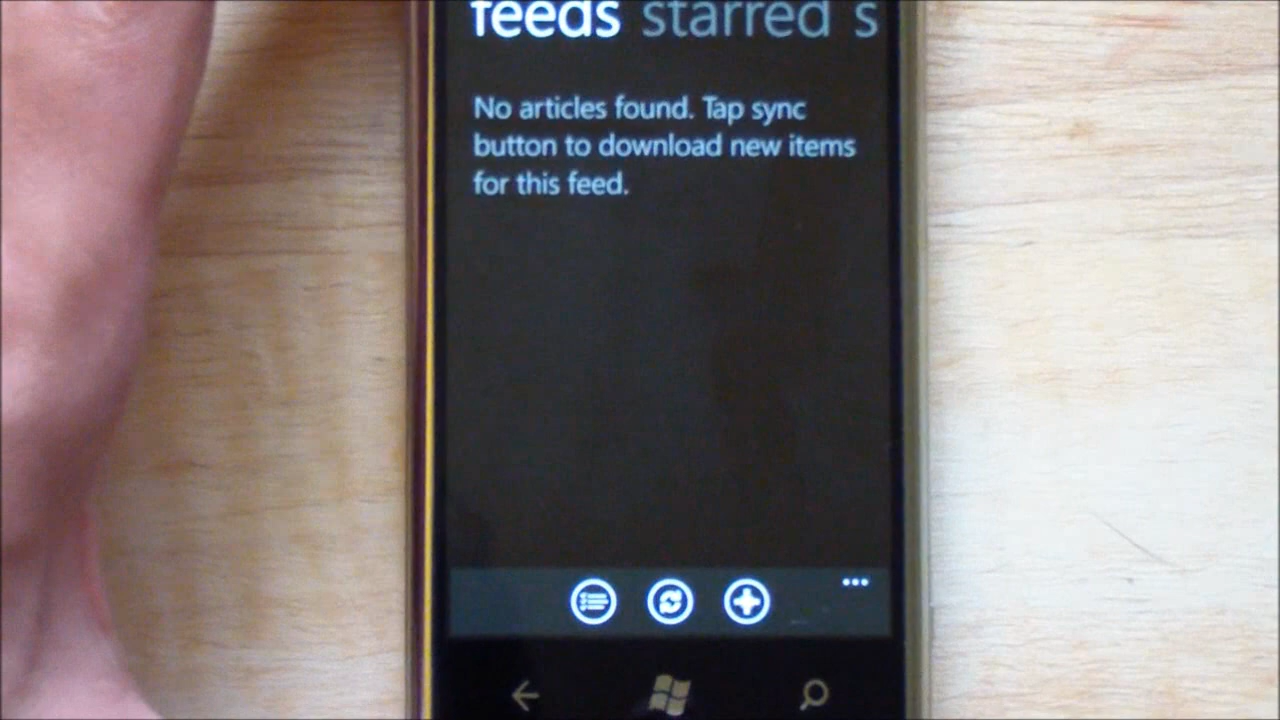 feeds starred s
No articles found. Tap sync
button to download new items
for this feed.